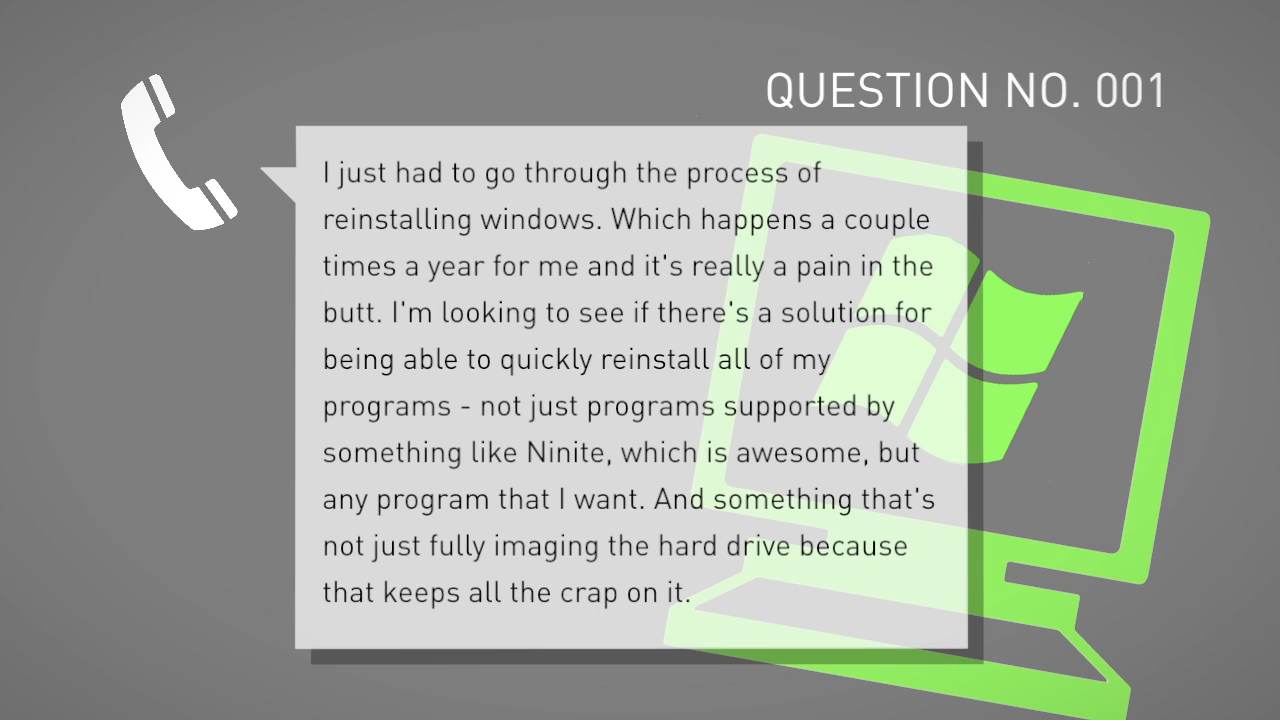 QUESTION NO. 001
I just had to go through the process of
reinstalling windows. Which happens a couple
times a year for me and it's really a pain in the
butt. I'm looking to see if there's a solution for
being able to quickly reinstall all of my
programs - not just programs supported by
something like Ninite, which is awesome, but
any program that I want. And something that's
not just fully imaging the hard drive because
that keeps all the crap on it.